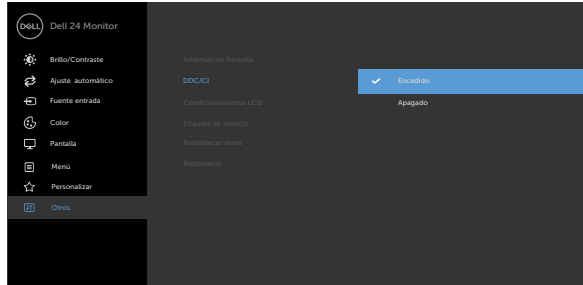 DELL
Dell 24 Monitor
Brillo/Contraste
Ajuste automático
Fuente entrada
Color
Pantalla
Menú
Personalizar
Otros
Información Pantalla
DDC/CI
Condicionamiento LCD
Etiqueta de servicio
Restablecer otros
Restablecer
Encedido
Apagado